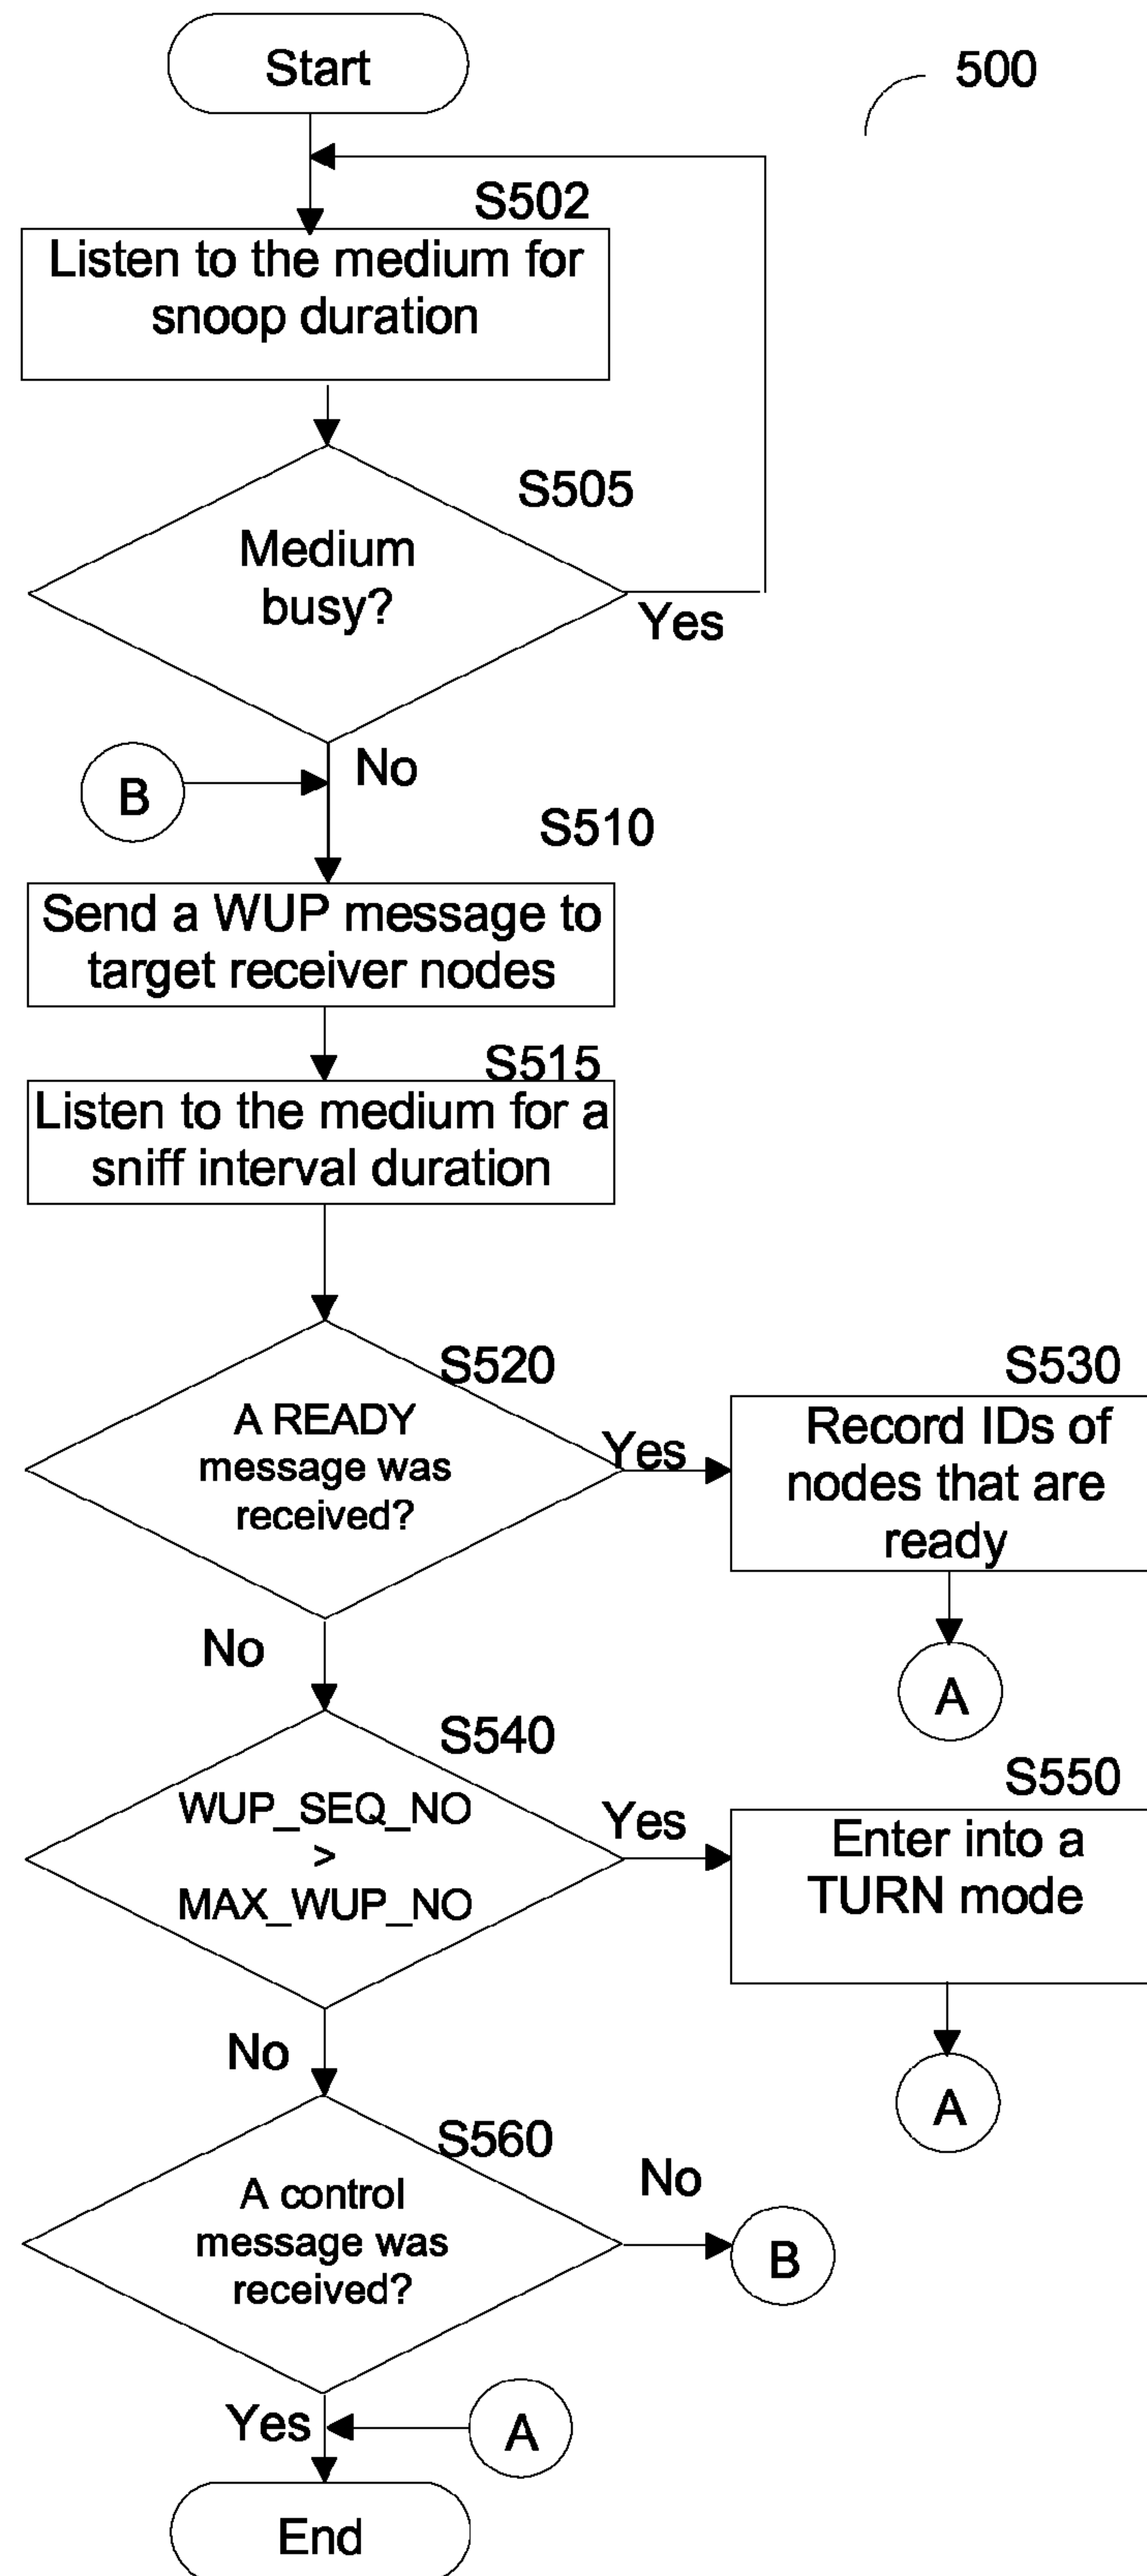 Start
500
S502
Listen to the medium for
snoop duration
S505
Medium
busy?
Yes
B
No
S510
Send a WUP message to
target receiver nodes
S515
Listen to the medium for a
sniff interval duration
S520
A READY
message was
received?
Yes
S530
Record IDs of
nodes that are
ready
A
No
S540
WUP_SEQ_NO
>
MAX_WUP_NO
Yes
S550
Enter into a
TURN mode
A
No
S560
A control
message was
received?
No
B
Yes
A
End